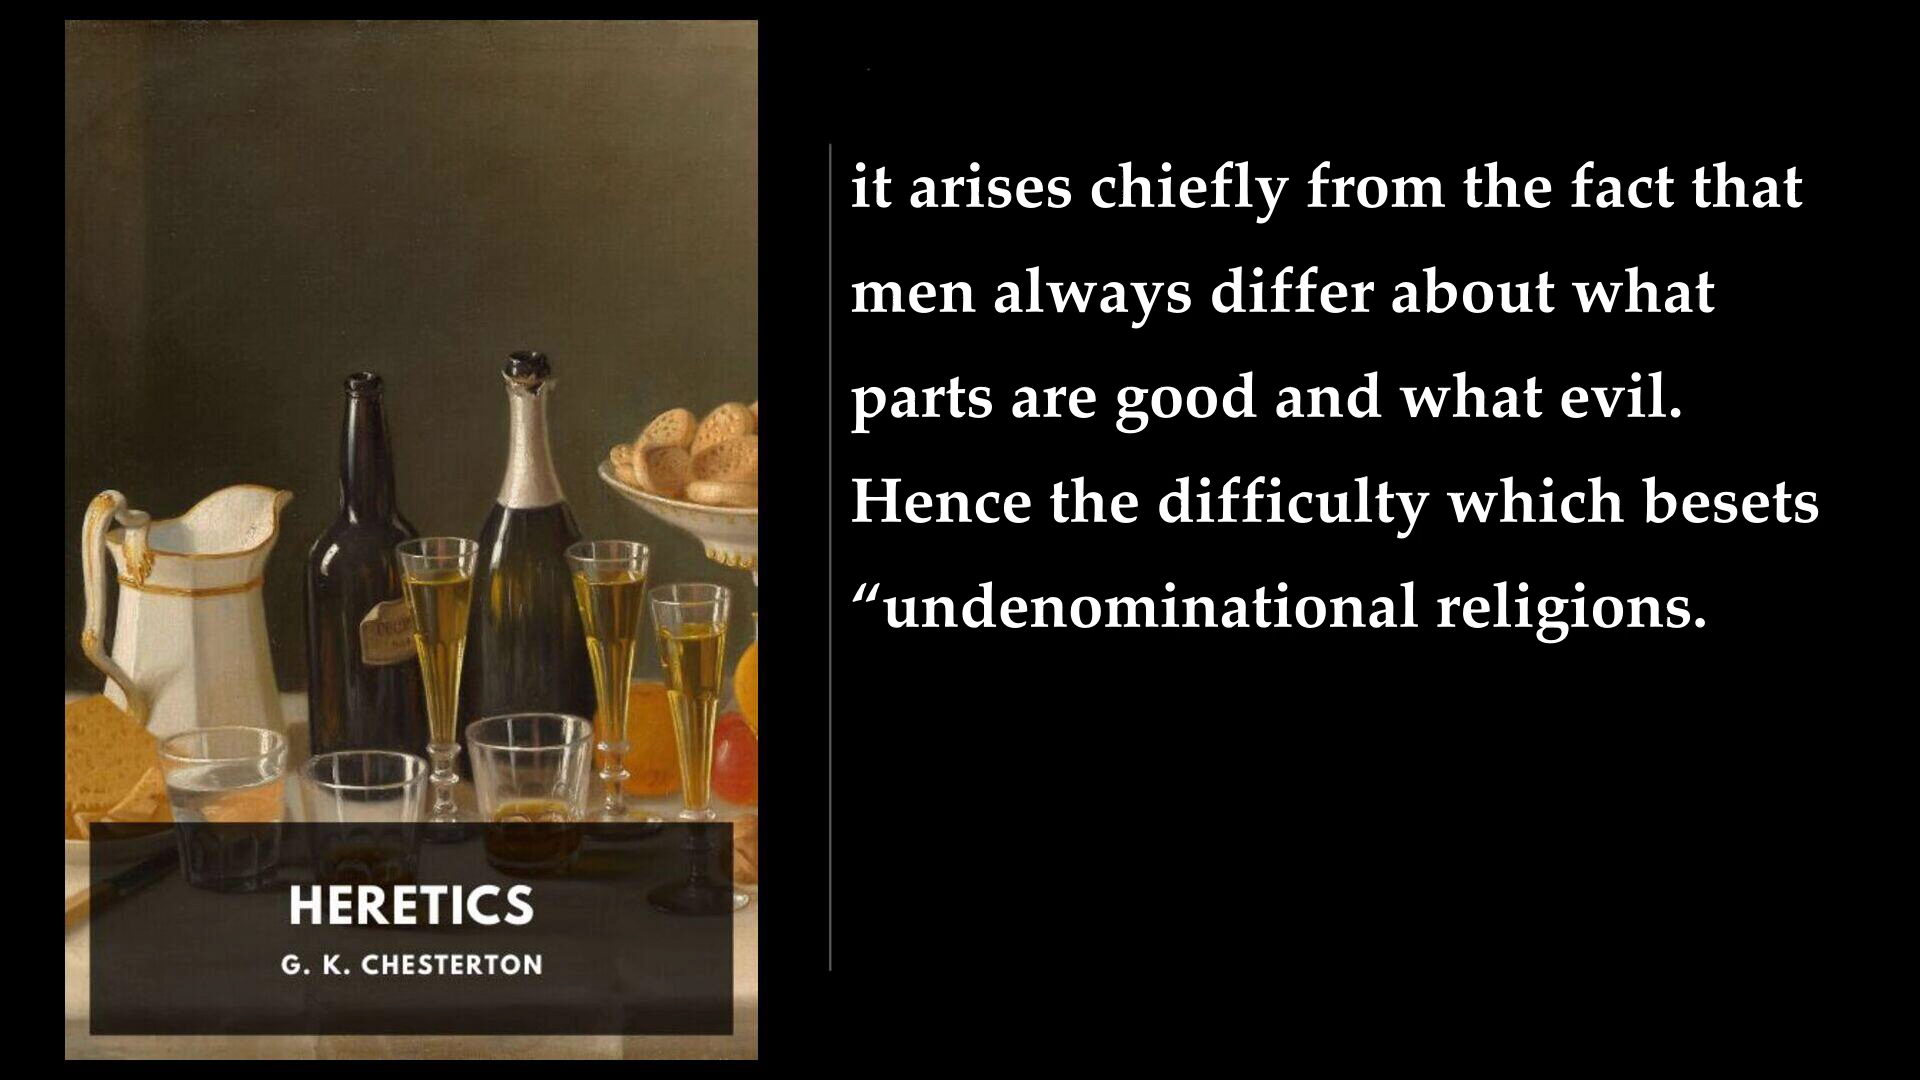 it arises chiefly from the fact that
men always differ about what
parts are good and what evil.
Hence the difficulty which besets
“undenominational religions.
HERETICS
G. K. CHESTERTON